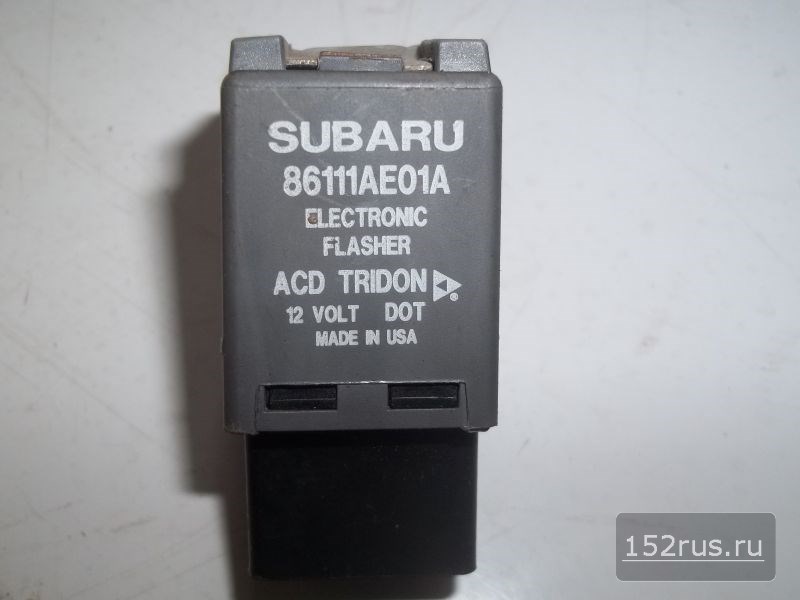 SUBARU
86111AE01A
ELECTRONIC
FLASHER
ACD TRIDON ®
12 VOLT DOT
MADE IN USA
152rus.ru